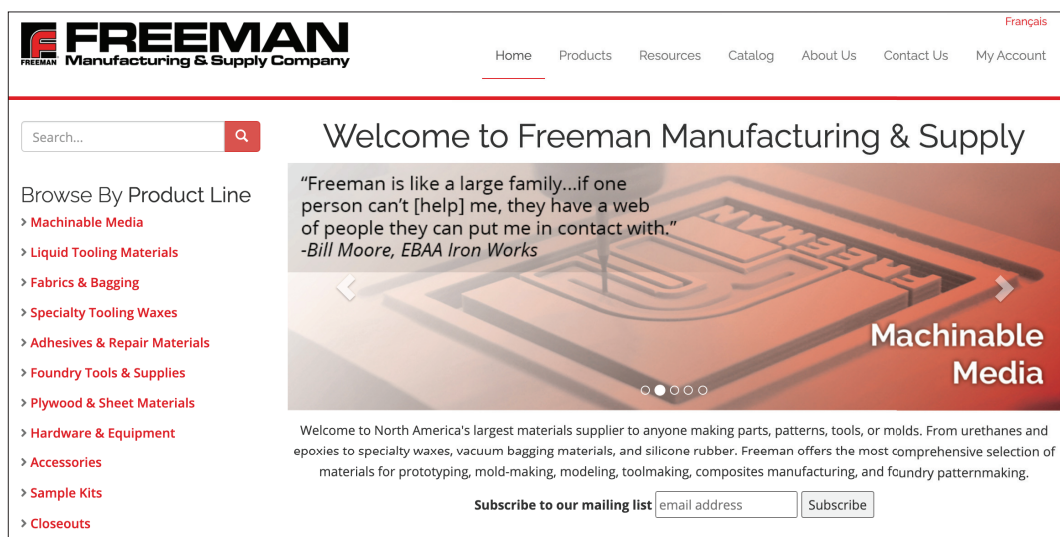 Français
FREEMAN
FREEMAN
Manufacturing & Supply Company
Home Products Resources Catalog About Us Contact Us My Account
Search...
Welcome to Freeman Manufacturing & Supply
Browse By Product Line
Machinable Media
Liquid Tooling Materials
Fabrics & Bagging
Specialty Tooling Waxes
Adhesives & Repair Materials
Foundry Tools & Supplies
Plywood & Sheet Materials
Hardware & Equipment
Accessories
Sample Kits
Closeouts
“Freeman is like a large family...if one
person can’t [help] me, they have a web
of people they can put me in contact with.”
-Bill Moore, EBAA Iron Works
FREEMAN
Machinable
Media
Welcome to North America's largest materials supplier to anyone making parts, patterns, tools, or molds. From urethanes and
epoxies to specialty waxes, vacuum bagging materials, and silicone rubber. Freeman offers the most comprehensive selection of
materials for prototyping, mold-making, modeling, toolmaking, composites manufacturing, and foundry patternmaking.
Subscribe to our mailing list email address Subscribe